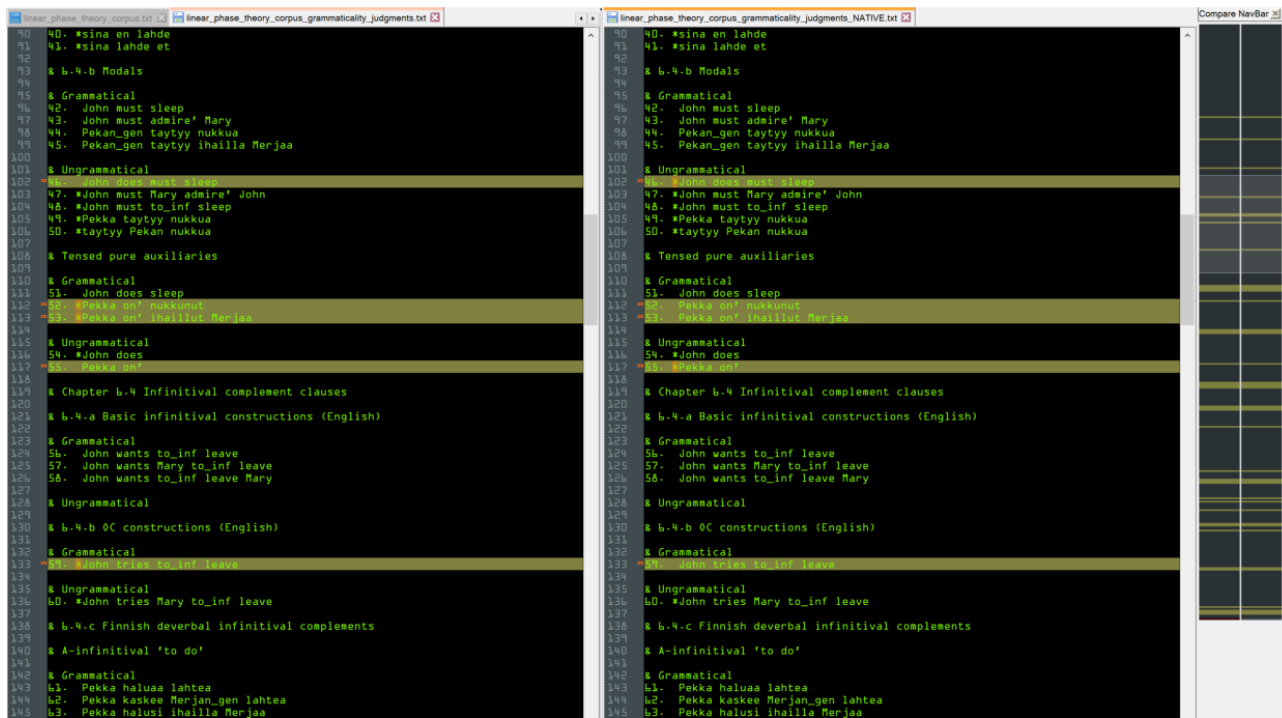 linear_phase_theory_corpus.txt linear_phase_theory_corpus_grammaticality_judgments.txt
90 40. *sina en lahde
91 41. *sina lahde et
92
93 & 6.4.b Modals
94
95 & Grammatical
96 42. John must sleep
97 43. John must admire' Mary
98 44. Pekan_gen taytyy nukkua
99 45. Pekan_gen taytyy ihailla Merjaa
100
101 & Ungrammatical
102 46. John does must sleep
103 47. *John must Mary admire' John
104 48. *John must to_inf sleep
105 49. *Pekka taytyy nukkua
106 50. *taytyy Pekan nukkua
107
108 & Tensed pure auxiliaries
109
110 & Grammatical
111 51. John does sleep
112 52. *Pekka on' nukkunut
113 53. *Pekka on' ihaillut Merjaa
114
115 & Ungrammatical
116 54. *John does
117 55. Pekka on'
118
119 & Chapter 6.4 Infinitival complement clauses
120
121 & 6.4.a Basic infinitival constructions (English)
122
123 & Grammatical
124 56. John wants to_inf leave
125 57. John wants Mary to_inf leave
126 58. John wants to_inf leave Mary
127
128 & Ungrammatical
129
130 & 6.4.b OC constructions (English)
131
132 & Grammatical
133 59. *John tries to_inf leave
134
135 & Ungrammatical
136 60. *John tries Mary to_inf leave
137
138 & 6.4.c Finnish deverbal infinitival complements
139
140 & A-infinitival 'to do'
141
142 & Grammatical
143 61. Pekka haluaa lahtea
144 62. Pekka kaskee Merjan_gen lahtea
145 63. Pekka halusi ihailla Merjaa
linear_phase_theory_corpus_grammaticality_judgments_NATIVE.txt
90 40. *sina en lahde
91 41. *sina lahde et
92
93 & 6.4.b Modals
94
95 & Grammatical
96 42. John must sleep
97 43. John must admire' Mary
98 44. Pekan_gen taytyy nukkua
99 45. Pekan_gen taytyy ihailla Merjaa
100
101 & Ungrammatical
102 46. *John does must sleep
103 47. *John must Mary admire' John
104 48. *John must to_inf sleep
105 49. *Pekka taytyy nukkua
106 50. *taytyy Pekan nukkua
107
108 & Tensed pure auxiliaries
109
110 & Grammatical
111 51. John does sleep
112 52. Pekka on' nukkunut
113 53. Pekka on' ihaillut Merjaa
114
115 & Ungrammatical
116 54. *John does
117 55. *Pekka on'
118
119 & Chapter 6.4 Infinitival complement clauses
120
121 & 6.4.a Basic infinitival constructions (English)
122
123 & Grammatical
124 56. John wants to_inf leave
125 57. John wants Mary to_inf leave
126 58. John wants to_inf leave Mary
127
128 & Ungrammatical
129
130 & 6.4.b OC constructions (English)
131
132 & Grammatical
133 59. John tries to_inf leave
134
135 & Ungrammatical
136 60. *John tries Mary to_inf leave
137
138 & 6.4.c Finnish deverbal infinitival complements
139
140 & A-infinitival 'to do'
141
142 & Grammatical
143 61. Pekka haluaa lahtea
144 62. Pekka kaskee Merjan_gen lahtea
145 63. Pekka halusi ihailla Merjaa
Compare NavBar